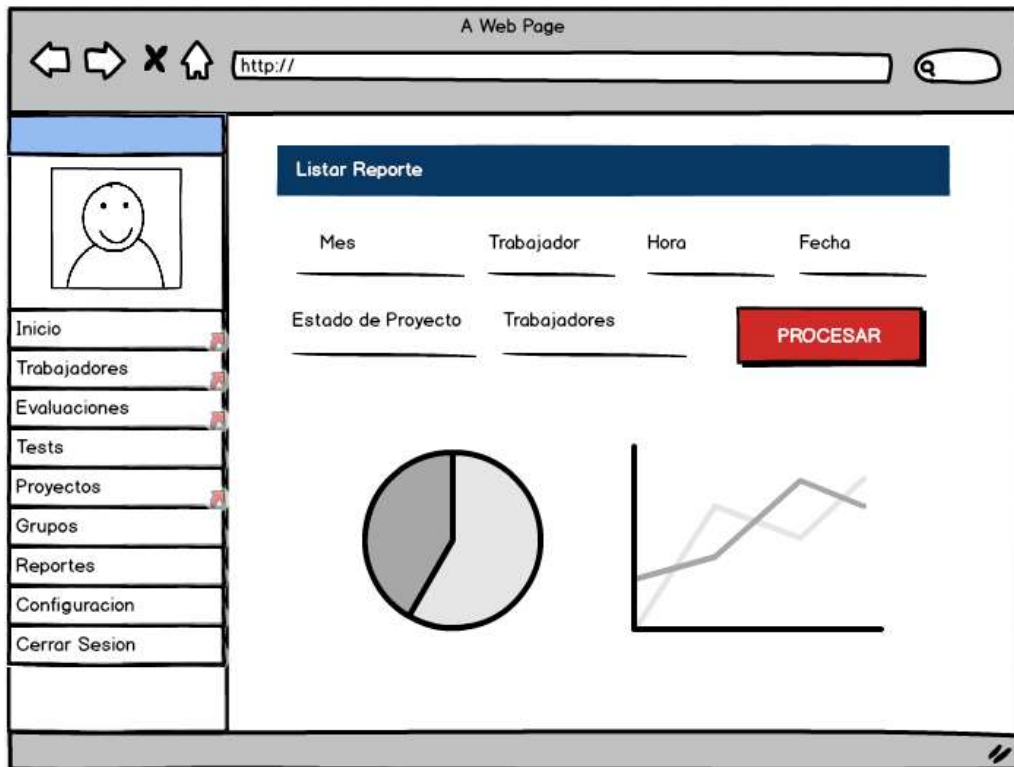 A Web Page
http://
Listar Reporte
Mes Trabajador Hora Fecha
Estado de Proyecto Trabajadores PROCESAR
Inicio
Trabajadores
Evaluaciones
Tests
Proyectos
Grupos
Reportes
Configuracion
Cerrar Sesion